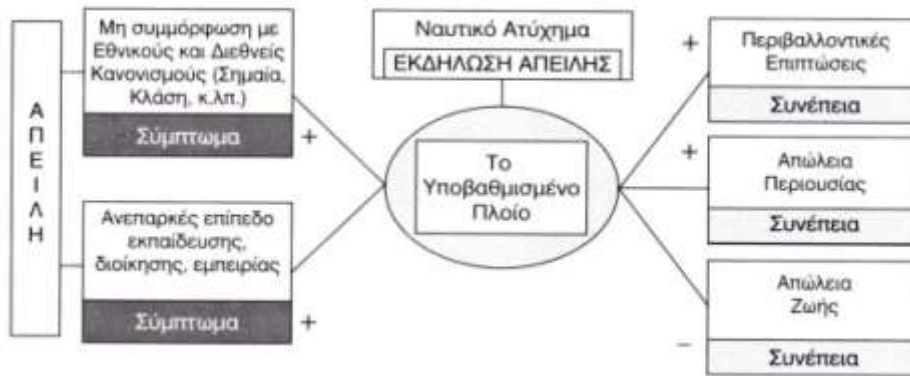 ΑΠΕΙΛΗ
Μη συμμόρφωση με
Εθνικούς και Διεθνείς
Κανονισμούς (Σημαία,
Κλάση, κ.λπ.)
Σύμπτωμα
+
Ανεπαρκές επίπεδο
εκπαίδευσης,
διοίκησης, εμπειρίας
Σύμπτωμα
+
Ναυτικό Ατύχημα
ΕΚΔΗΛΩΣΗ ΑΠΕΙΛΗΣ
Το
Υποβαθμισμένο
Πλοίο
+
Περιβαλλοντικές
Επιπτώσεις
Συνέπεια
+
Απώλεια
Περιουσίας
Συνέπεια
Απώλεια
Ζωής
–
Συνέπεια